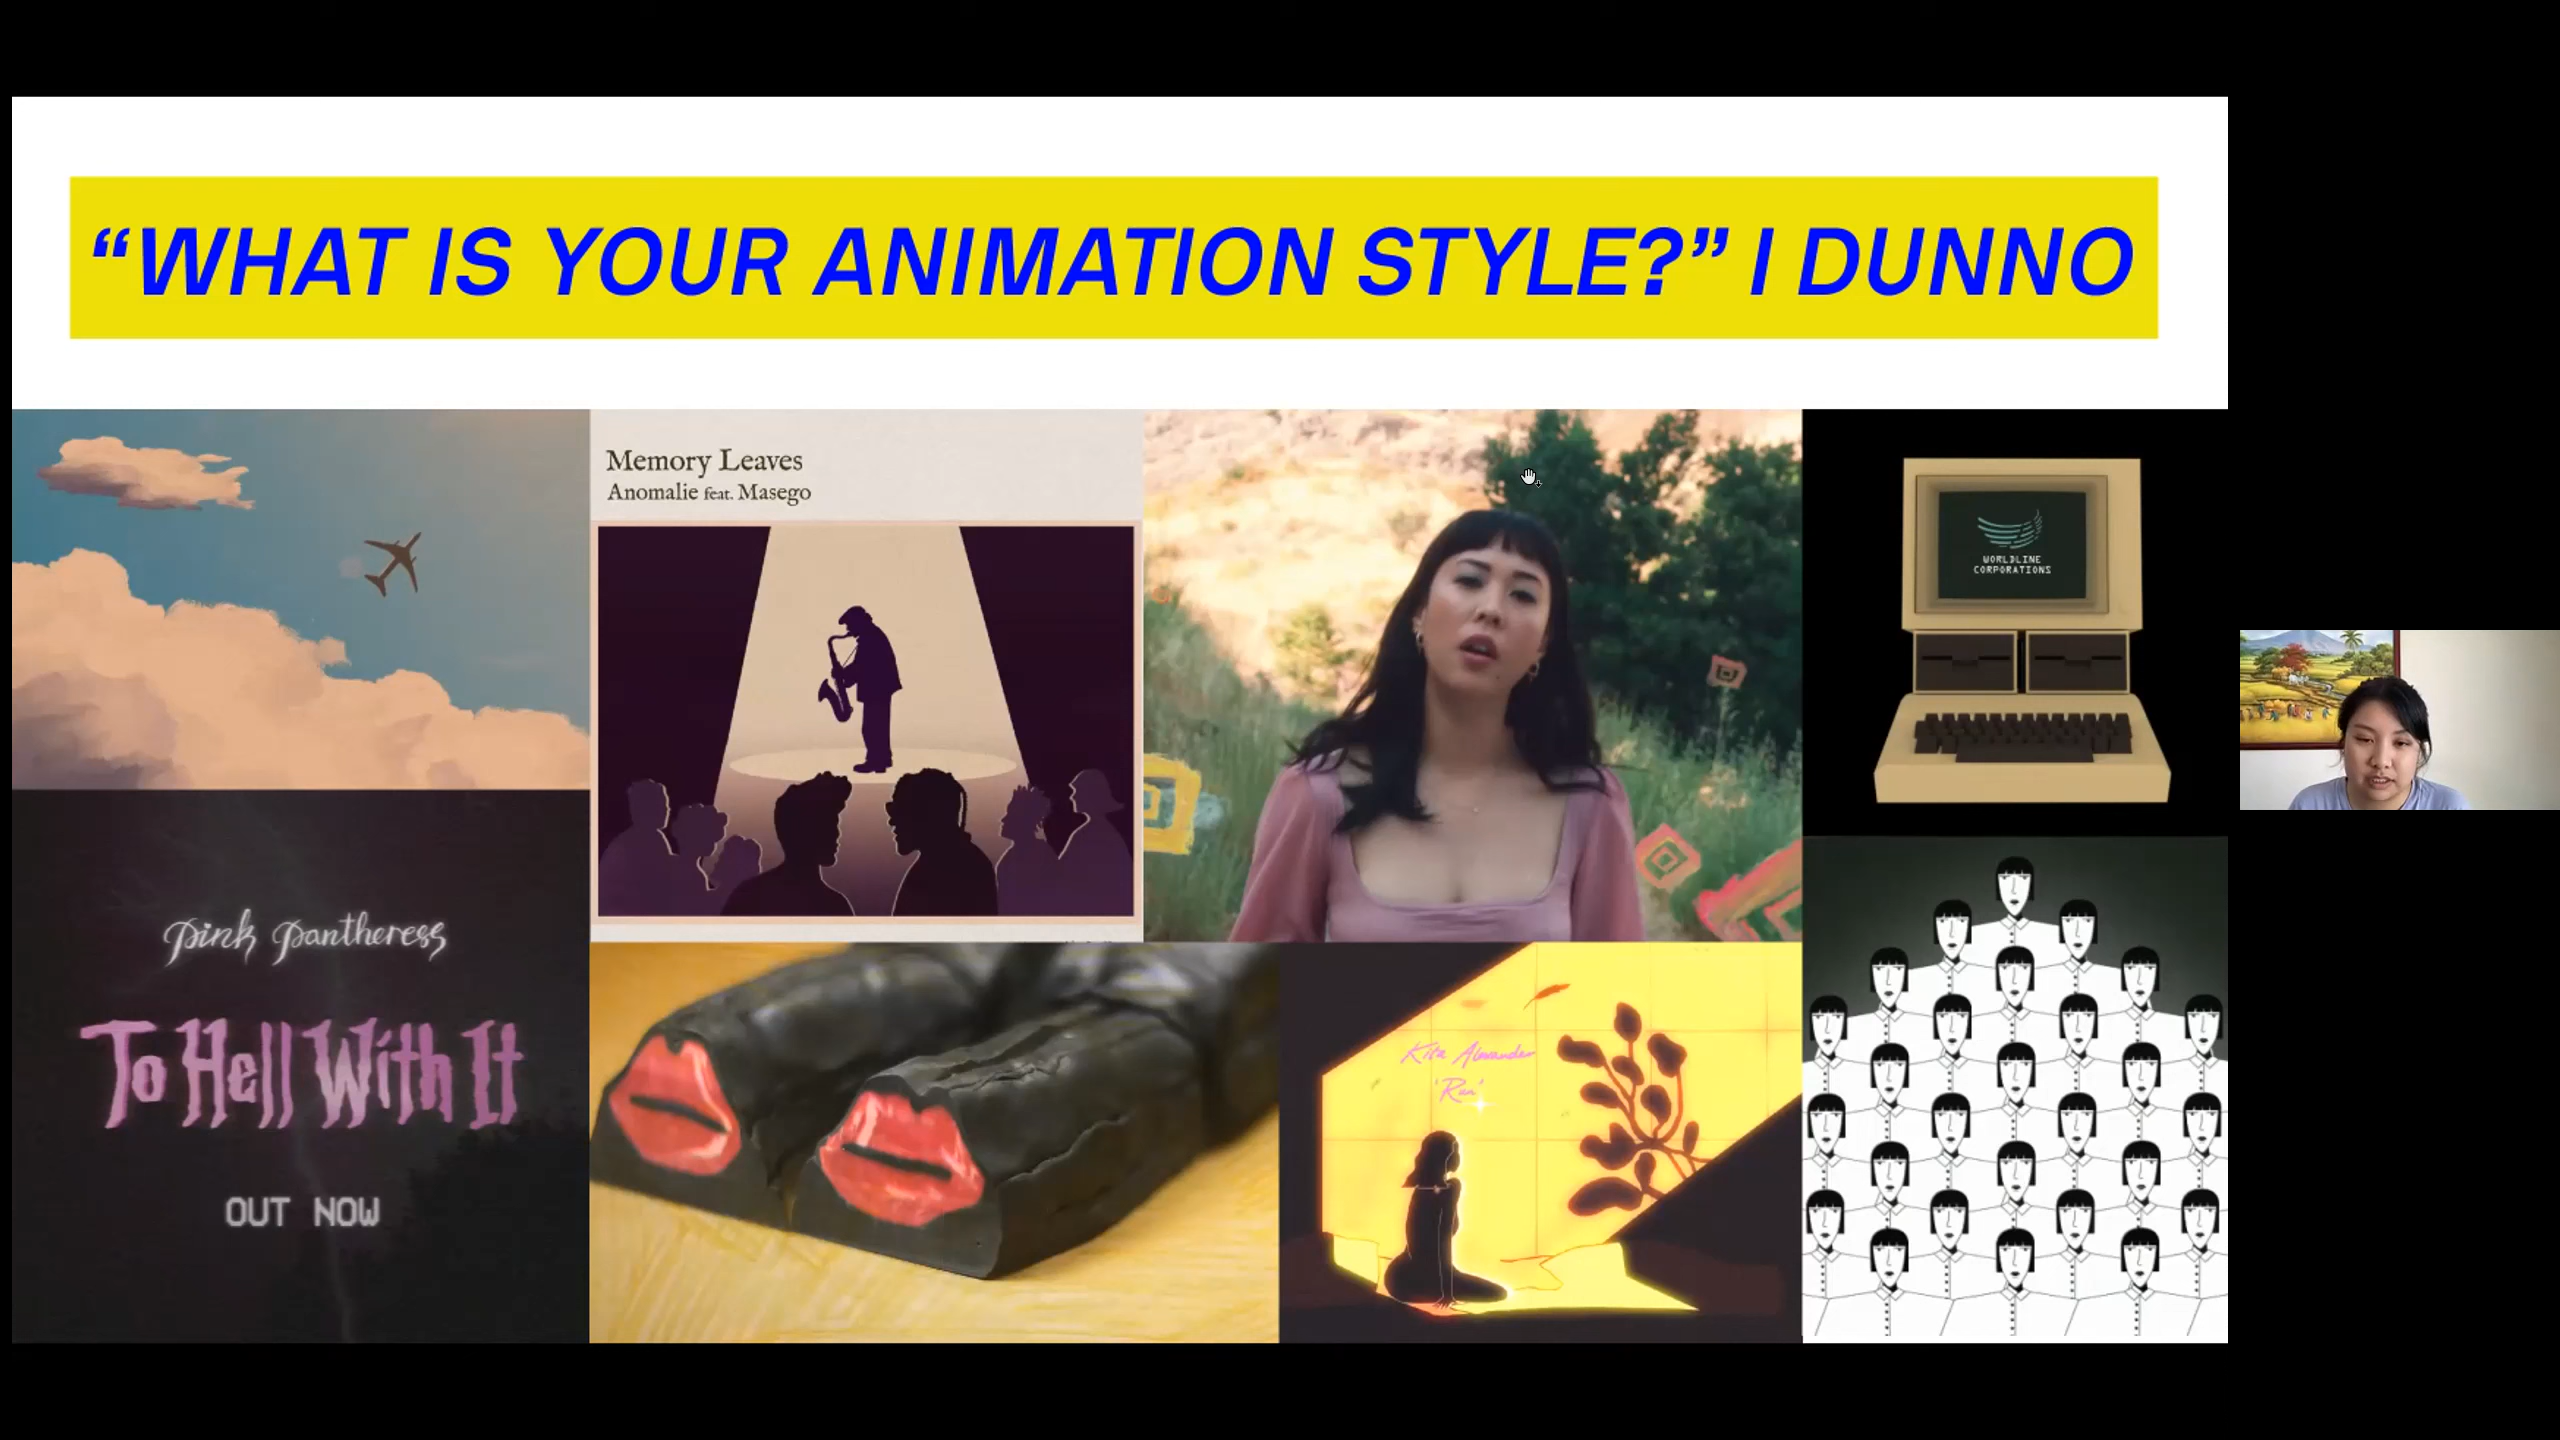 “WHAT IS YOUR ANIMATION STYLE?” I DUNNO
Memory Leaves
Anomalie feat. Masego
WORLDLINE
CORPORATIONS
pink pantheress
To Hell With It
OUT NOW
Kita Alexander
'Run'